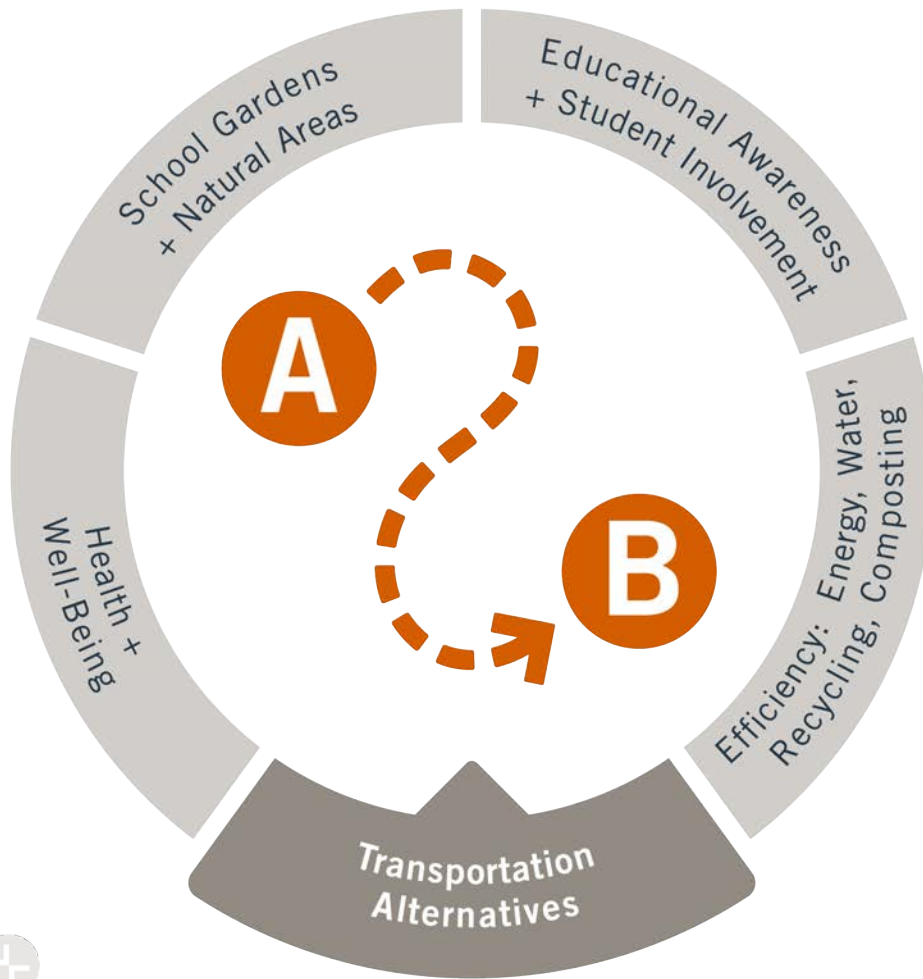 School Gardens
+ Natural Areas
Educational Awareness
+ Student Involvement
A
B
Health +
Well-Being
Efficiency: Energy, Water,
Recycling, Composting
Transportation
Alternatives